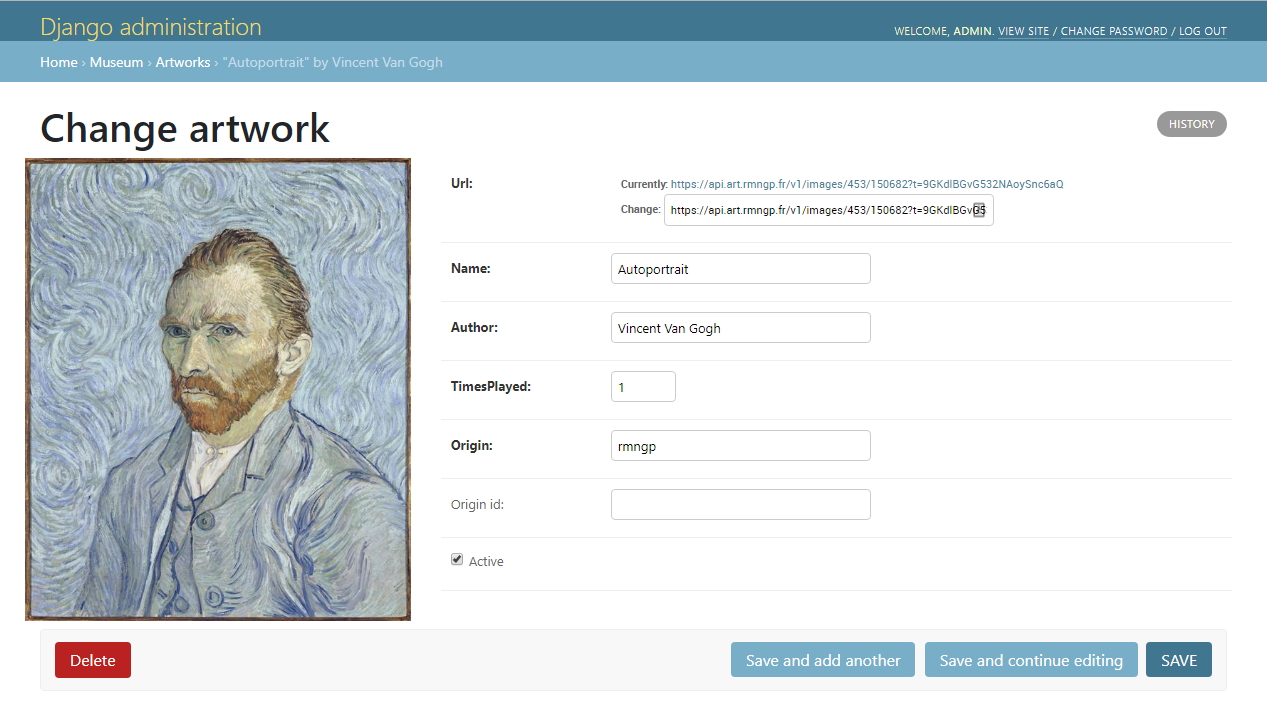 Django administration
WELCOME, ADMIN. VIEW SITE / CHANGE PASSWORD / LOG OUT
Home › Museum › Artworks › "Autoportrait" by Vincent Van Gogh
Change artwork
HISTORY
Url:
Currently: https://api.art.rmngp.fr/v1/images/453/150682?t=9GKdlBGvG532NAoySnc6aQ
Change: https://api.art.rmngp.fr/v1/images/453/150682?t=9GKdlBGvG5
Name: Autoportrait
Author: Vincent Van Gogh
TimesPlayed: 1
Origin: rmngp
Origin id:
Active
Delete
Save and add another
Save and continue editing
SAVE